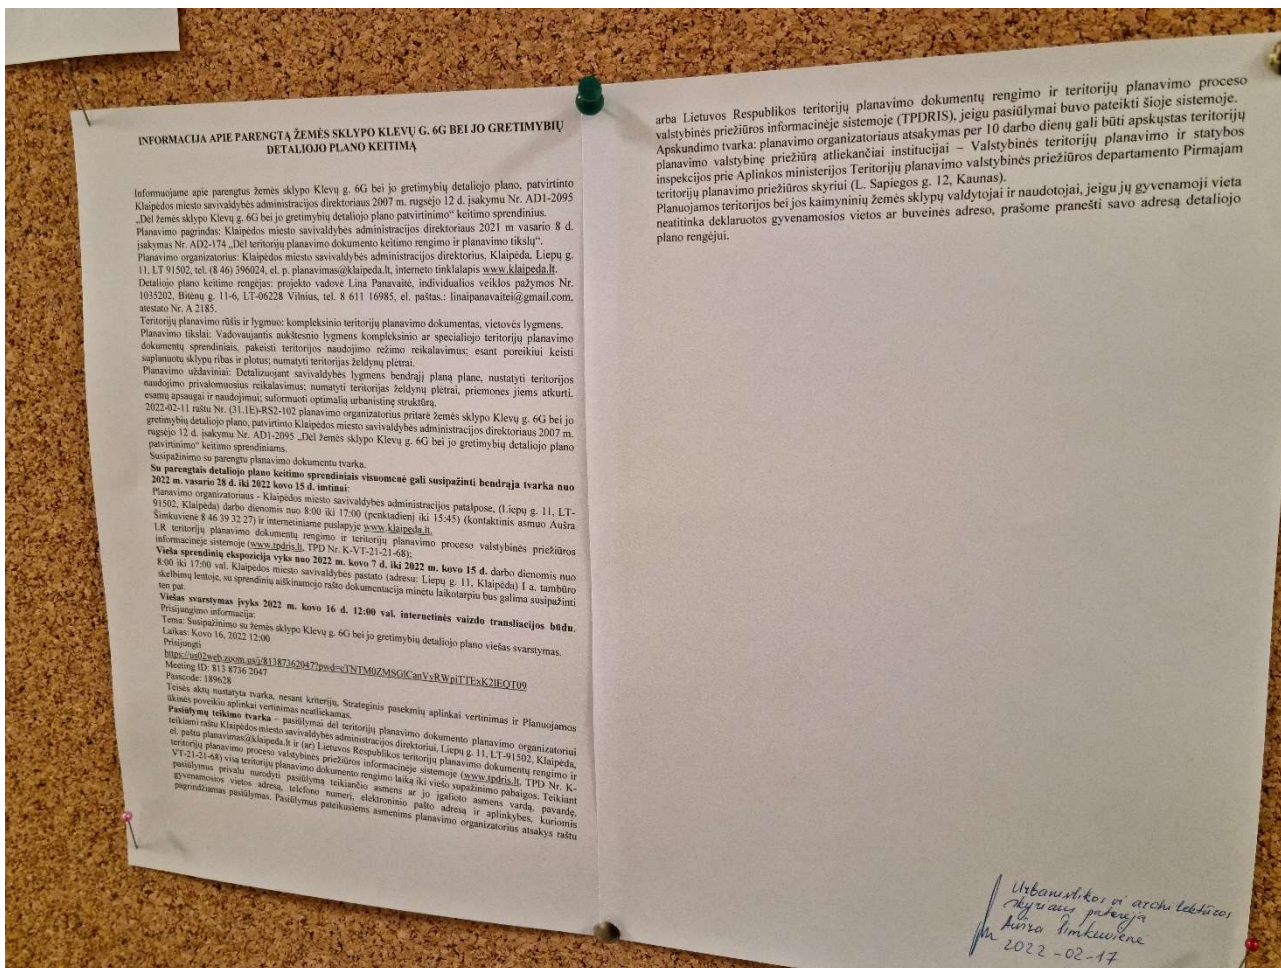 INFORMACIJA APIE PARENGTĄ ŽEMĖS SKLYPO KLEVŲ G. 6G BEI JO GRETIMYBIŲ
DETALIOJO PLANO KEITIMĄ
Informuojame apie parengtus žemės sklypo Klevų g. 6G bei jo gretimybių detaliojo plano, patvirtinto
Klaipėdos miesto savivaldybės administracijos direktoriaus 2007 m. rugsėjo 12 d. įsakymu Nr. AD1-2095
„Dėl žemės sklypo Klevų g. 6G bei jo gretimybių detaliojo plano patvirtinimo“ keitimo sprendinius.
Planavimo pagrindas: Klaipėdos miesto savivaldybės administracijos direktoriaus 2021 m vasario 8 d.
įsakymas Nr. AD2-174 „Dėl teritorijų planavimo dokumento keitimo rengimo ir planavimo tikslų“.
Planavimo organizatorius: Klaipėdos miesto savivaldybės administracijos direktorius, Klaipėda, Liepų g.
11, LT 91502, tel. (8 46) 396024, el. p. planavimas@klaipeda.lt, interneto tinklalapis www.klaipeda.lt.
Detaliojo plano keitimo rengėjas: projekto vadovė Lina Panavaitė, individualios veiklos pažymos Nr.
1035202, Bitėnų g. 11-6, LT-06228 Vilnius, tel. 8 611 16985, el. paštas.: linaipanavaitei@gmail.com,
atestato Nr. A 2185.
Teritorijų planavimo rūšis ir lygmuo: kompleksinio teritorijų planavimo dokumentas, vietovės lygmens.
Planavimo tikslai: Vadovaujantis aukštesnio lygmens kompleksinio ar specialiojo teritorijų planavimo
dokumentų sprendiniais, pakeisti teritorijos naudojimo režimo reikalavimus; esant poreikiui keisti
suplanuotų sklypų ribas ir plotus; numatyti teritorijas želdynų plėtrai.
Planavimo uždaviniai: Detalizuojant savivaldybės lygmens bendrąjį planą plane, nustatyti teritorijos
naudojimo privalomuosius reikalavimus; numatyti teritorijas želdynų plėtrai, priemones jiems atkurti,
esamų apsaugai ir naudojimui; suformuoti optimalią urbanistinę struktūrą.
2022-02-11 raštu Nr. (31.1E)-RS2-102 planavimo organizatorius pritarė žemės sklypo Klevų g. 6G bei jo
gretimybių detaliojo plano, patvirtinto Klaipėdos miesto savivaldybės administracijos direktoriaus 2007 m.
rugsėjo 12 d. įsakymu Nr. AD1-2095 „Dėl žemės sklypo Klevų g. 6G bei jo gretimybių detaliojo plano
patvirtinimo“ keitimo sprendiniams.
Susipažinimo su parengtu planavimo dokumentu tvarka.
Su parengtais detaliojo plano keitimo sprendiniais visuomenė gali susipažinti bendrąja tvarka nuo
2022 m. vasario 28 d. iki 2022 kovo 15 d. imtinai:
Planavimo organizatoriaus - Klaipėdos miesto savivaldybės administracijos patalpose, (Liepų g. 11, LT-
91502, Klaipėda) darbo dienomis nuo 8:00 iki 17:00 (penktadienį iki 15:45) (kontaktinis asmuo Aušra
Šimkuvienė 8 46 39 32 27) ir internetiniame puslapyje www.klaipeda.lt,
LR teritorijų planavimo dokumentų rengimo ir teritorijų planavimo proceso valstybinės priežiūros
informacinėje sistemoje (www.tpdris.lt, TPD Nr. K-VT-21-21-68);
Vieša sprendinių ekspozicija vyks nuo 2022 m. kovo 7 d. iki 2022 m. kovo 15 d. darbo dienomis nuo
8:00 iki 17:00 val. Klaipėdos miesto savivaldybės pastato (adresu: Liepų g. 11, Klaipėda) I a. tambūro
skelbimų lentoje, su sprendinių aiškinamojo rašto dokumentacija minėtu laikotarpiu bus galima susipažinti
ten pat.
Viešas svarstymas įvyks 2022 m. kovo 16 d. 12:00 val. internetinės vaizdo transliacijos būdu.
Prisijungimo informacija:
Tema: Susipažinimo su žemės sklypo Klevų g. 6G bei jo gretimybių detaliojo plano viešas svarstymas.
Laikas: Kovo 16, 2022 12:00
Prisijungti
https://us02web.zoom.us/j/81387362047?pwd=cTNTM0ZMSGlCanVyRWpiTTExK2lEQT09
Meeting ID: 813 8736 2047
Passcode: 189628
Teisės aktų nustatyta tvarka, nesant kriterijų, Strateginis pasekmių aplinkai vertinimas ir Planuojamos
ūkinės poveikio aplinkai vertinimas neatliekamas.
Pasiūlymų teikimo tvarka – pasiūlymai dėl teritorijų planavimo dokumento planavimo organizatoriui
teikiami raštu Klaipėdos miesto savivaldybės administracijos direktoriui, Liepų g. 11, LT-91502, Klaipėda,
el. paštu planavimas@klaipeda.lt ir (ar) Lietuvos Respublikos teritorijų planavimo dokumentų rengimo ir
teritorijų planavimo proceso valstybinės priežiūros informacinėje sistemoje (www.tpdris.lt, TPD Nr. K-
VT-21-21-68) visą teritorijų planavimo dokumento rengimo laiką iki viešo supažinimo pabaigos. Teikiant
pasiūlymus privalu nurodyti pasiūlymą teikiančio asmens ar jo įgalioto asmens vardą, pavardę,
gyvenamosios vietos adresą, telefono numerį, elektroninio pašto adresą ir aplinkybes, kuriomis
pagrindžiamas pasiūlymas. Pasiūlymus pateikusiems asmenims planavimo organizatorius atsakys raštu
arba Lietuvos Respublikos teritorijų planavimo dokumentų rengimo ir teritorijų planavimo proceso
valstybinės priežiūros informacinėje sistemoje (TPDRIS), jeigu pasiūlymai buvo pateikti šioje sistemoje.
Apskundimo tvarka: planavimo organizatoriaus atsakymas per 10 darbo dienų gali būti apskųstas teritorijų
planavimo valstybinę priežiūrą atliekančiai institucijai – Valstybinės teritorijų planavimo ir statybos
inspekcijos prie Aplinkos ministerijos Teritorijų planavimo valstybinės priežiūros departamento Pirmajam
teritorijų planavimo priežiūros skyriui (L. Sapiegos g. 12, Kaunas).
Planuojamos teritorijos bei jos kaimyninių žemės sklypų valdytojai ir naudotojai, jeigu jų gyvenamoji vieta
neatitinka deklaruotos gyvenamosios vietos ar buveinės adreso, prašome pranešti savo adresą detaliojo
plano rengėjui.
Urbanistikos ir architektūros
skyriaus patarėja
Aušra Šimkuvienė
2022-02-17